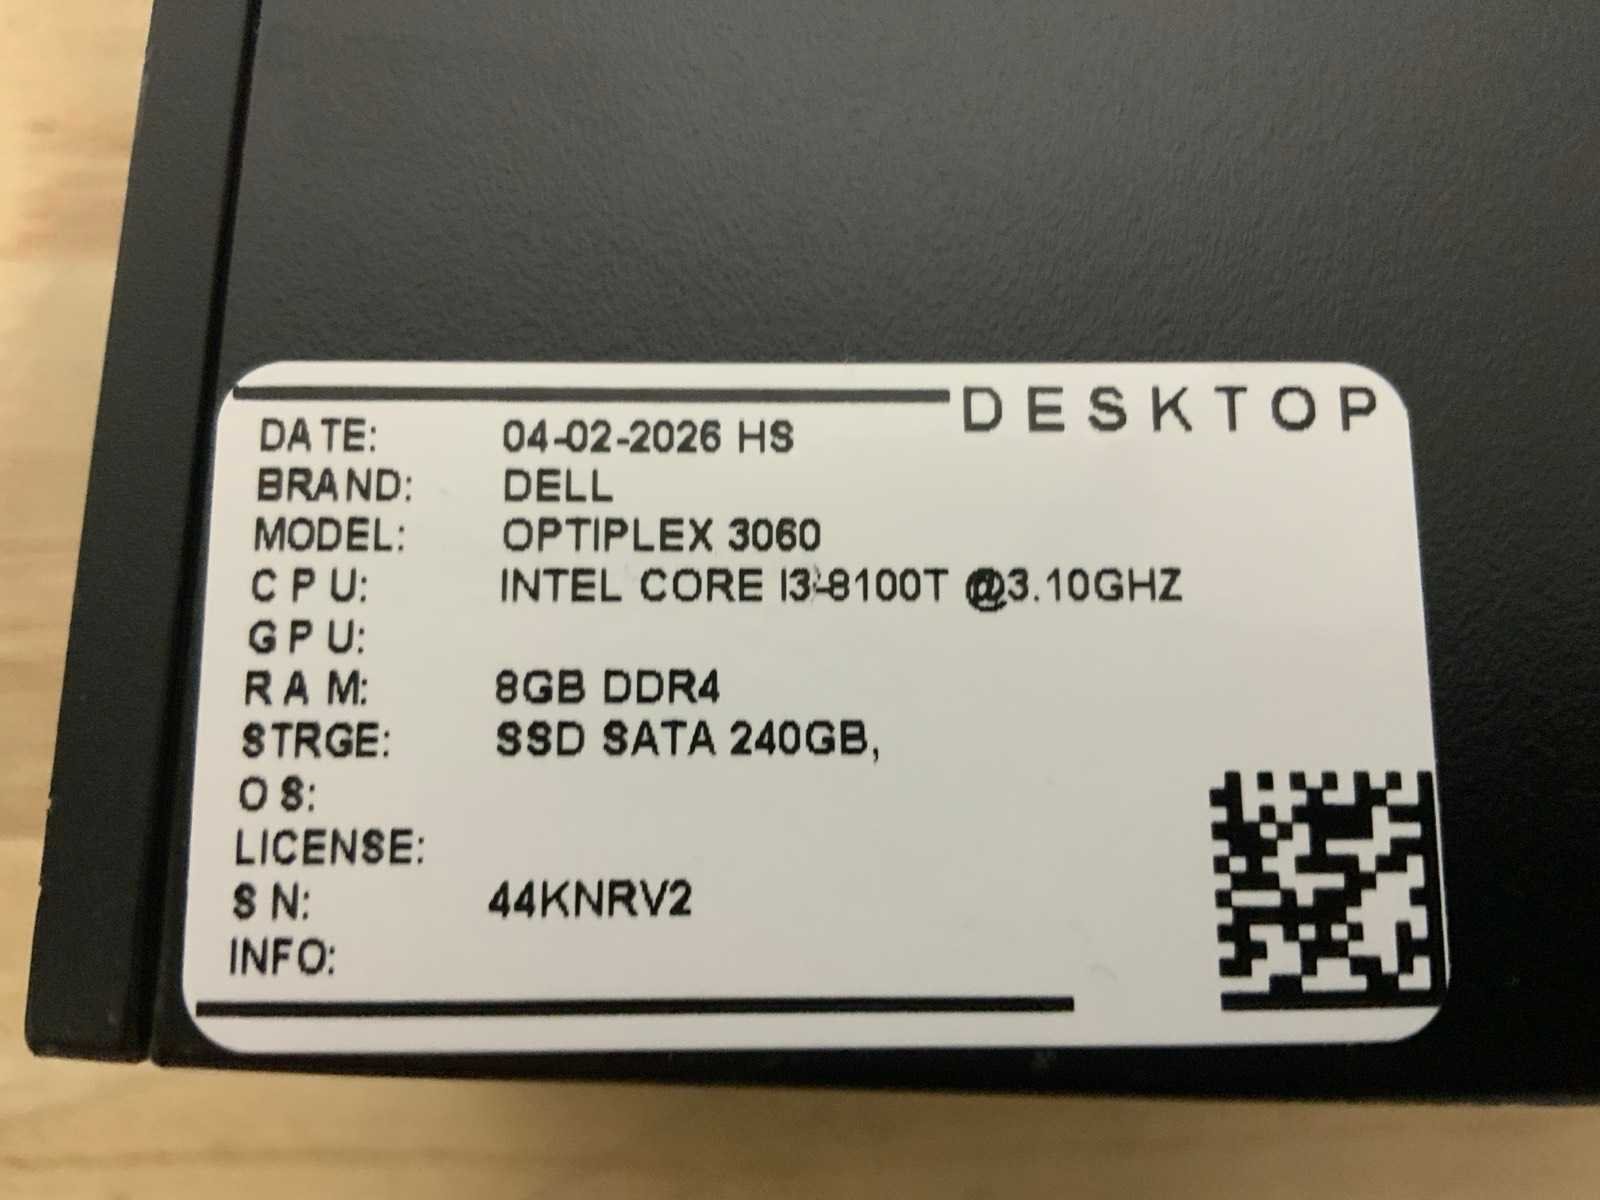 DESKTOP
DATE: 04-02-2026 HS
BRAND: DELL
MODEL: OPTIPLEX 3060
C P U: INTEL CORE I3-8100T @3.10GHZ
G P U:
R A M: 8GB DDR4
STRGE: SSD SATA 240GB,
O S:
LICENSE:
S N: 44KNRV2
INFO: